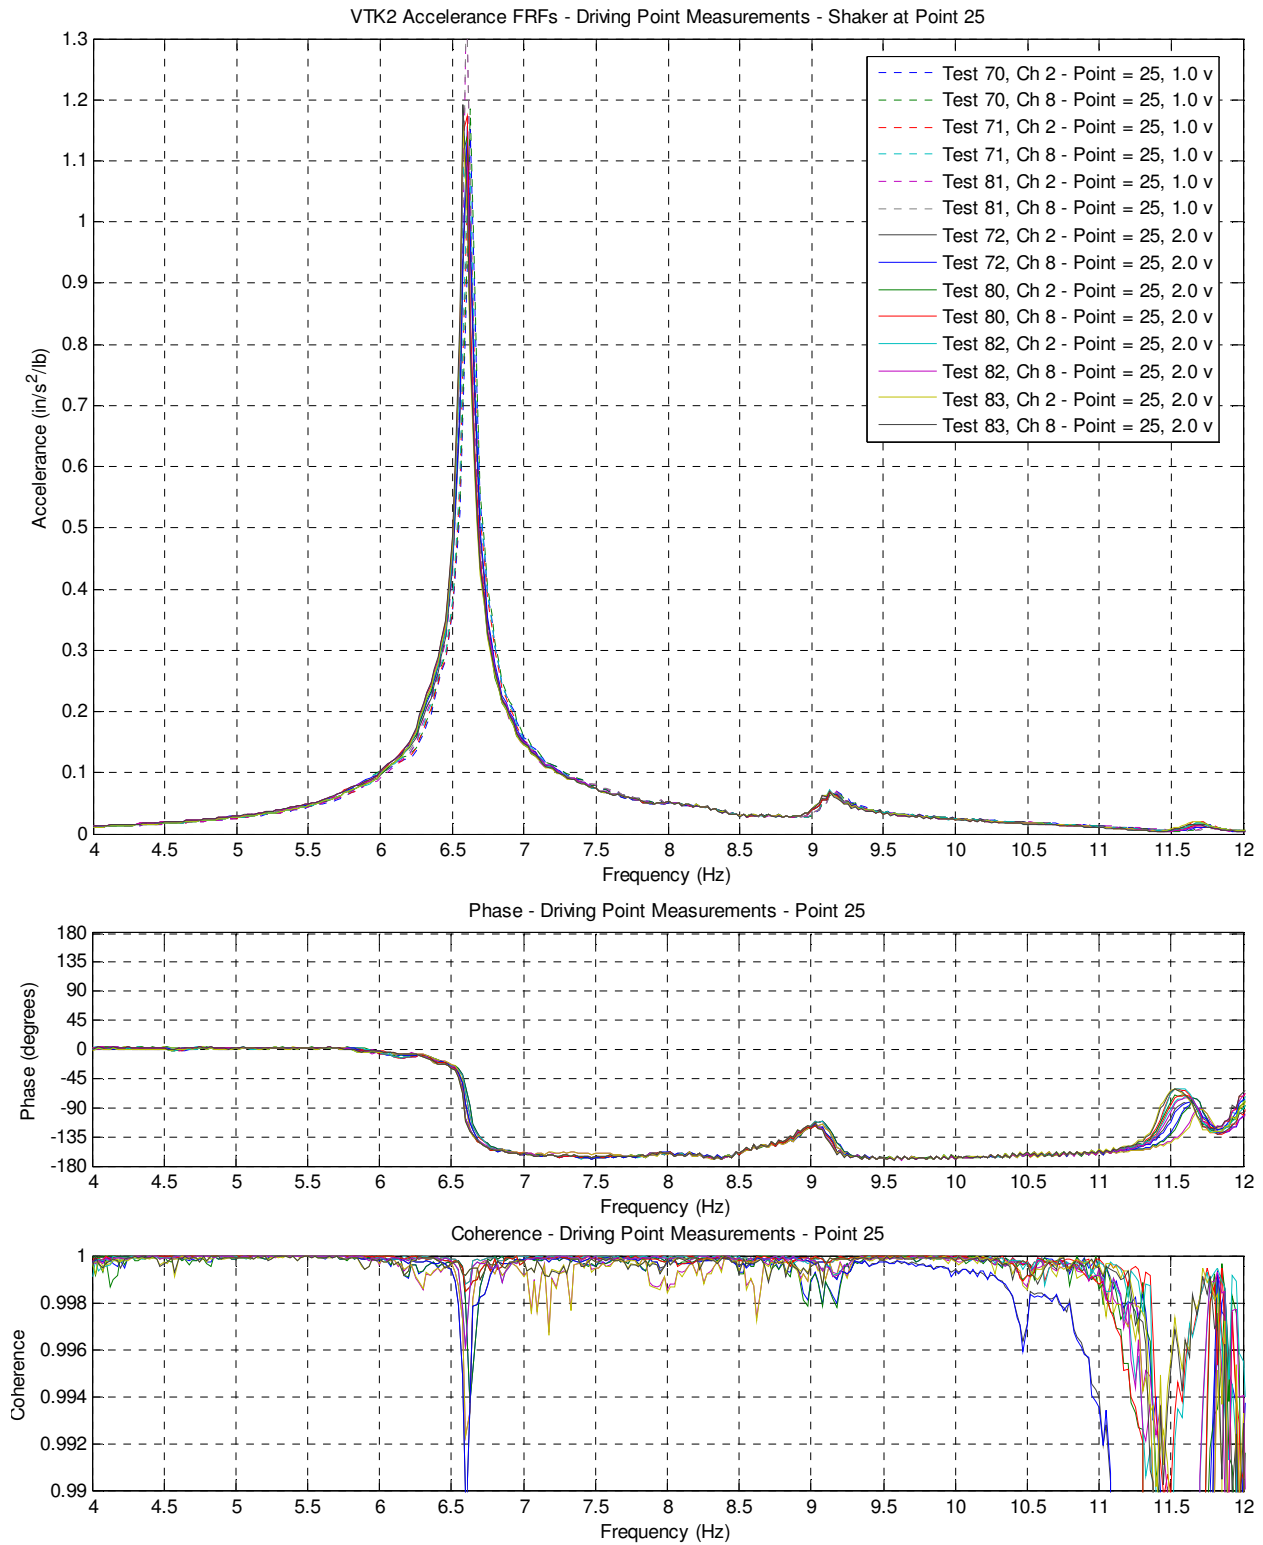 VTK2 Accelerance FRFs - Driving Point Measurements - Shaker at Point 25
1.3
1.2
1.1
1
0.9
0.8
0.7
0.6
0.5
0.4
0.3
0.2
0.1
0
Accelerance (in/s²/lb)
Test 70, Ch 2 - Point = 25, 1.0 v
Test 70, Ch 8 - Point = 25, 1.0 v
Test 71, Ch 2 - Point = 25, 1.0 v
Test 71, Ch 8 - Point = 25, 1.0 v
Test 81, Ch 2 - Point = 25, 1.0 v
Test 81, Ch 8 - Point = 25, 1.0 v
Test 72, Ch 2 - Point = 25, 2.0 v
Test 72, Ch 8 - Point = 25, 2.0 v
Test 80, Ch 2 - Point = 25, 2.0 v
Test 80, Ch 8 - Point = 25, 2.0 v
Test 82, Ch 2 - Point = 25, 2.0 v
Test 82, Ch 8 - Point = 25, 2.0 v
Test 83, Ch 2 - Point = 25, 2.0 v
Test 83, Ch 8 - Point = 25, 2.0 v
4 4.5 5 5.5 6 6.5 7 7.5 8 8.5 9 9.5 10 10.5 11 11.5 12
Frequency (Hz)
Phase - Driving Point Measurements - Point 25
180
135
90
45
0
-45
-90
-135
-180
Phase (degrees)
4 4.5 5 5.5 6 6.5 7 7.5 8 8.5 9 9.5 10 10.5 11 11.5 12
Frequency (Hz)
Coherence - Driving Point Measurements - Point 25
1
0.998
0.996
0.994
0.992
0.99
Coherence
4 4.5 5 5.5 6 6.5 7 7.5 8 8.5 9 9.5 10 10.5 11 11.5 12
Frequency (Hz)